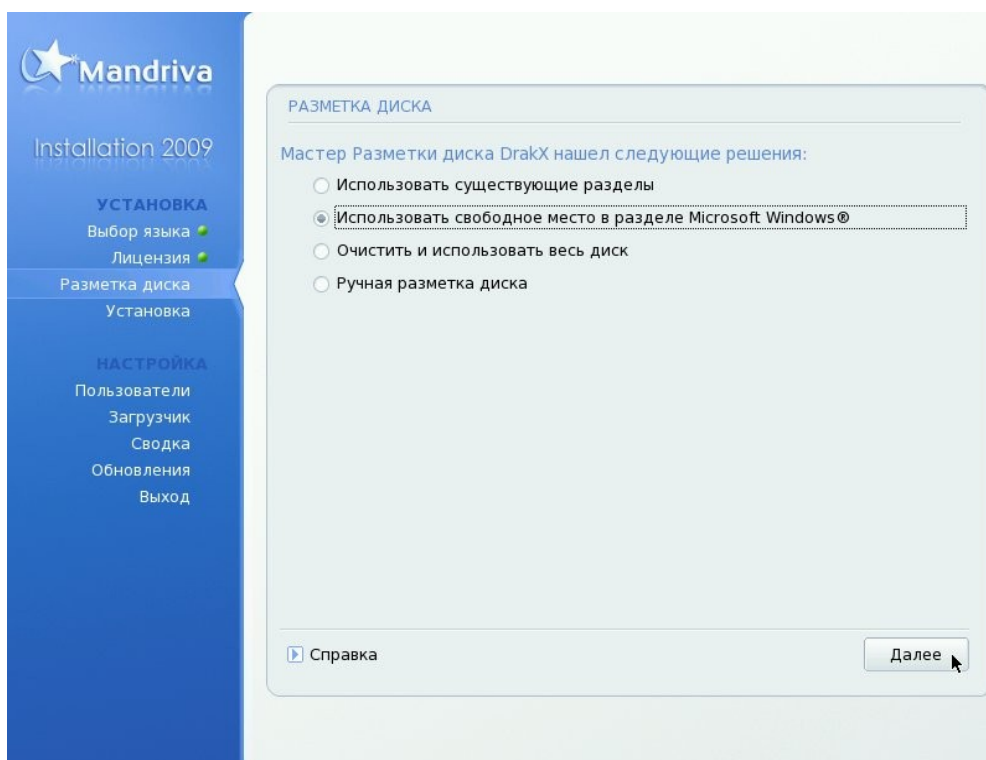 Mandriva
Installation 2009
УСТАНОВКА
Выбор языка
Лицензия
Разметка диска
Установка
НАСТРОЙКА
Пользователи
Загрузчик
Сводка
Обновления
Выход
РАЗМЕТКА ДИСКА
Мастер Разметки диска DrakX нашел следующие решения:
Использовать существующие разделы
Использовать свободное место в разделе Microsoft Windows®
Очистить и использовать весь диск
Ручная разметка диска
Справка
Далее